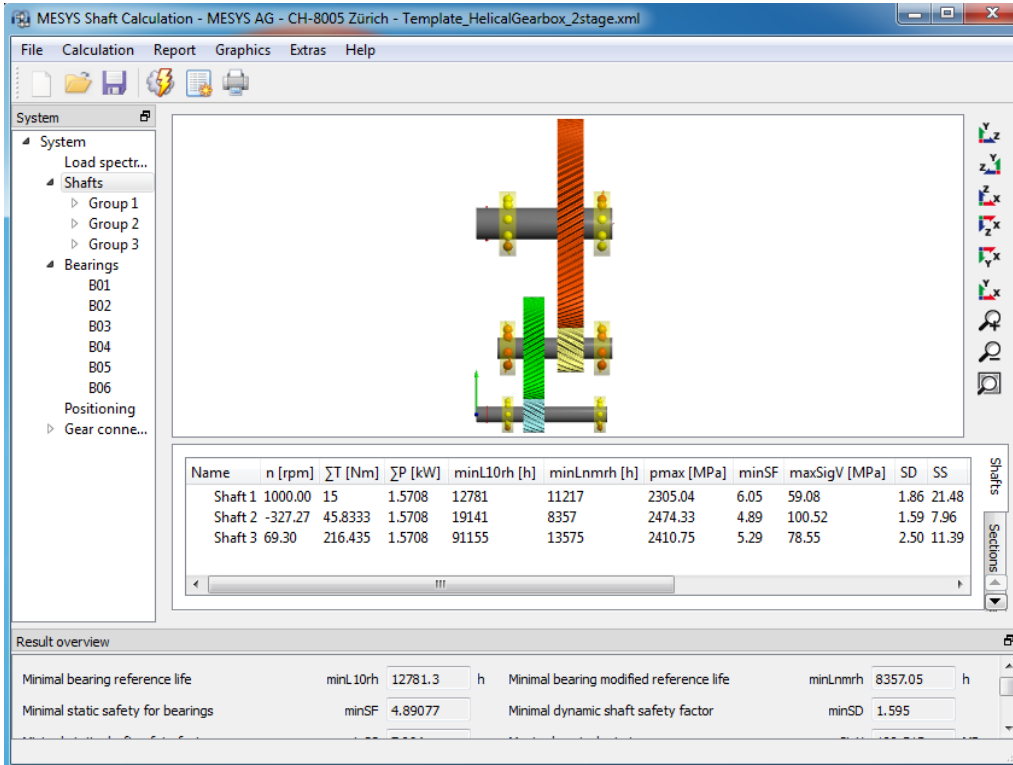 MESYS Shaft Calculation - MESYS AG - CH-8005 Zürich - Template_HelicalGearbox_2stage.xml
File Calculation Report Graphics Extras Help
System
System
Load spectr...
Shafts
Group 1
Group 2
Group 3
Bearings
B01
B02
B03
B04
B05
B06
Positioning
Gear conne...
Y z
z Y
Z x
z x
Y x
Y x
Name n [rpm] ∑T [Nm] ∑P [kW] minL10rh [h] minLnmrh [h] pmax [MPa] minSF maxSigV [MPa] SD SS
Shaft 1 1000.00 15 1.5708 12781 11217 2305.04 6.05 59.08 1.86 21.48
Shaft 2 -327.27 45.8333 1.5708 19141 8357 2474.33 4.89 100.52 1.59 7.96
Shaft 3 69.30 216.435 1.5708 91155 13575 2410.75 5.29 78.55 2.50 11.39
Shafts
Sections
Result overview
Minimal bearing reference life minL10rh 12781.3 h Minimal bearing modified reference life minLnmrh 8357.05 h
Minimal static safety for bearings minSF 4.89077 Minimal dynamic shaft safety factor minSD 1.595